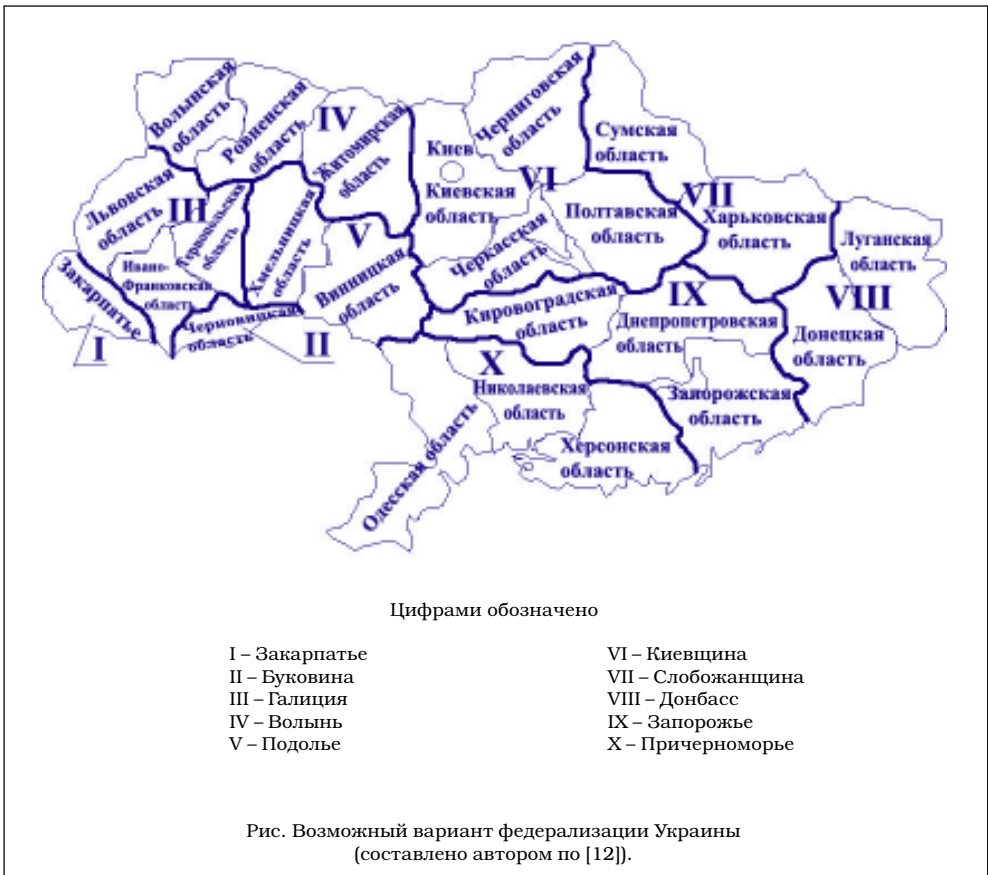 Волынская
область
Ровненская
область
IV
Житомирская
область
Киев
Киевская
область
Черниговская
область
VI
Сумская
область
VII
Львовская
область
III
Тернопольская
область
Хмельницкая
область
V
Винницкая
область
Черкасская
область
Полтавская
область
Харьковская
область
Луганская
область
VIII
Закарпатье
I
Ивано-
Франковская
область
Черновицкая
область
II
Кировоградская
область
IX
Днепропетровская
область
Донецкая
область
X
Николаевская
область
Запорожская
область
Одесская область
Херсонская
область
Цифрами обозначено
I – Закарпатье
II – Буковина
III – Галиция
IV – Волынь
V – Подолье
VI – Киевщина
VII – Слобожанщина
VIII – Донбасс
IX – Запорожье
X – Причерноморье
Рис. Возможный вариант федерализации Украины
(составлено автором по [12]).